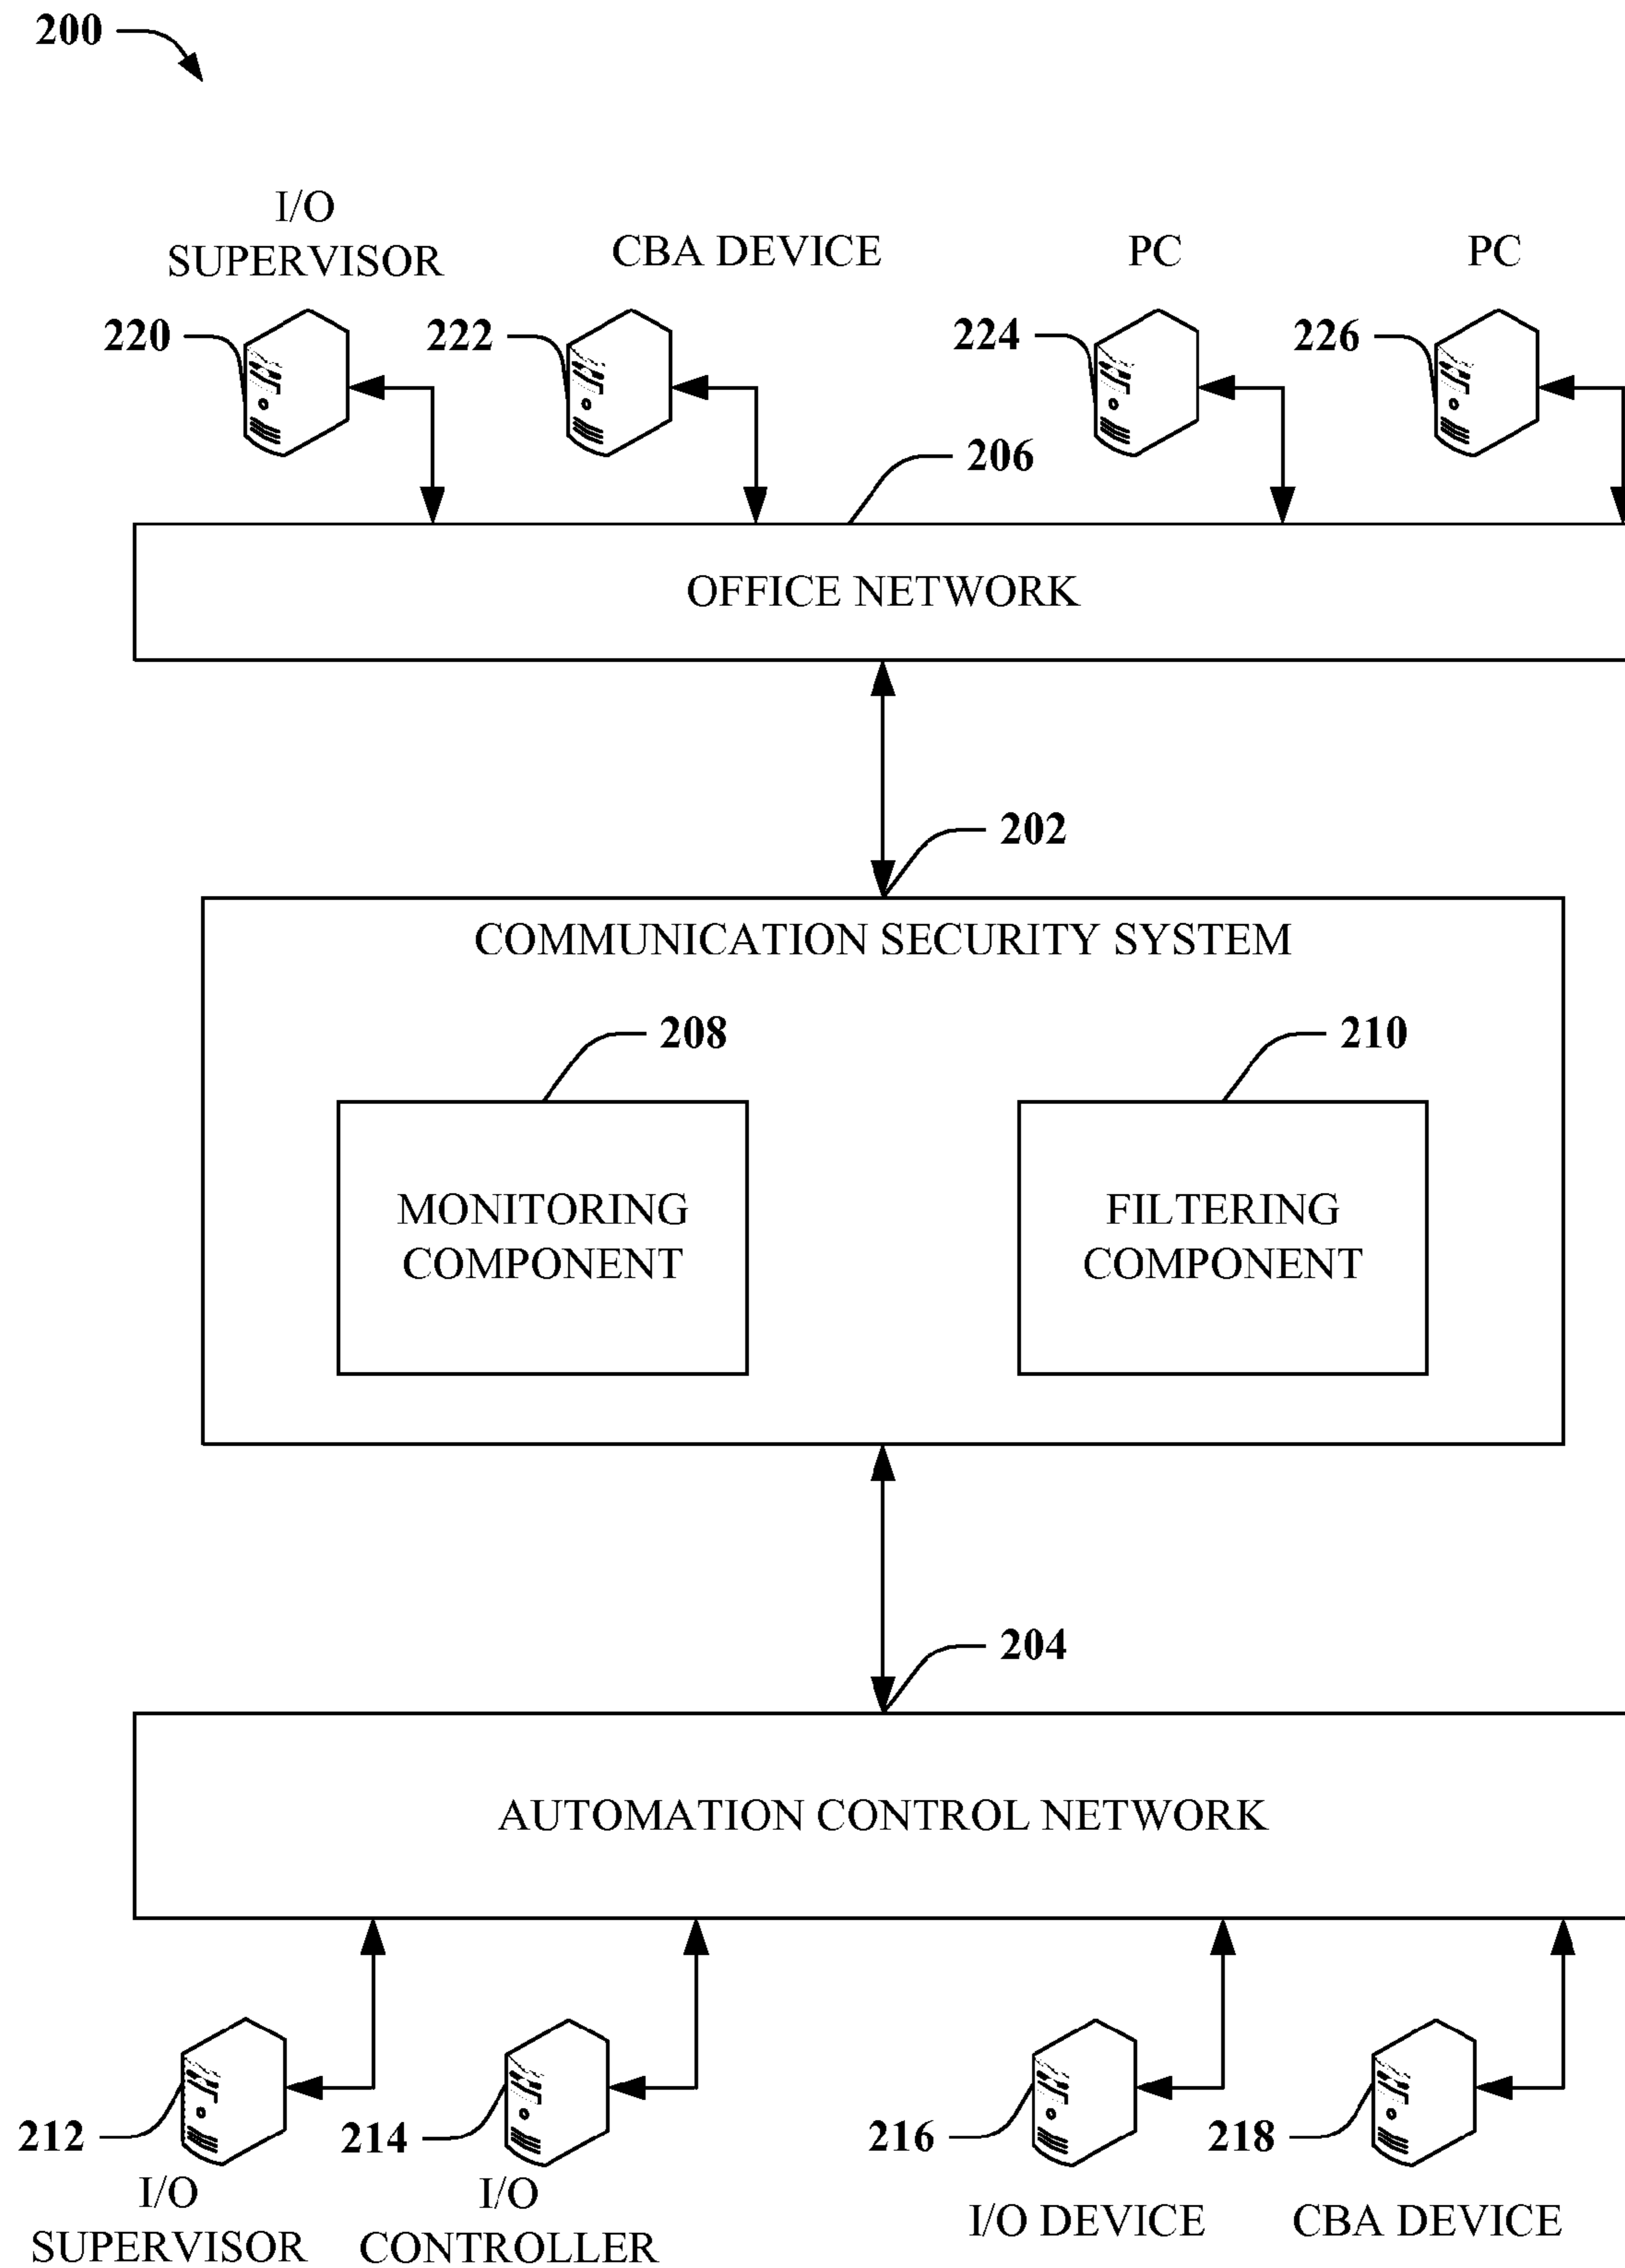 200
I/O
SUPERVISOR
CBA DEVICE
PC
PC
220
222
224
226
206
OFFICE NETWORK
202
COMMUNICATION SECURITY SYSTEM
208
210
MONITORING
COMPONENT
FILTERING
COMPONENT
204
AUTOMATION CONTROL NETWORK
212
214
216
218
I/O
SUPERVISOR
I/O
CONTROLLER
I/O DEVICE
CBA DEVICE